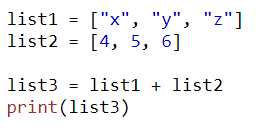 list1 = ["x", "y", "z"]
list2 = [4, 5, 6]
list3 = list1 + list2
print(list3)